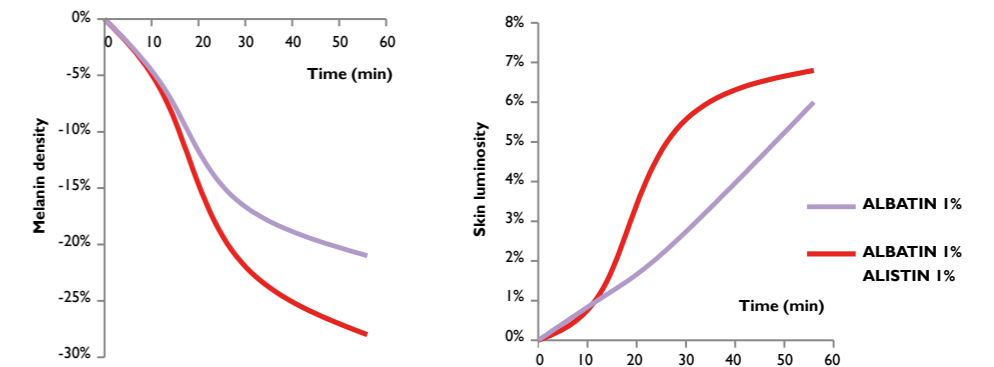 0%
-5%
-10%
-15%
-20%
-25%
-30%
Melanin density
0 10 20 30 40 50 60
Time (min)
8%
7%
6%
5%
4%
3%
2%
1%
0%
Skin luminosity
0 10 20 30 40 50 60
Time (min)
ALBATIN 1%
ALBATIN 1%
ALISTIN 1%